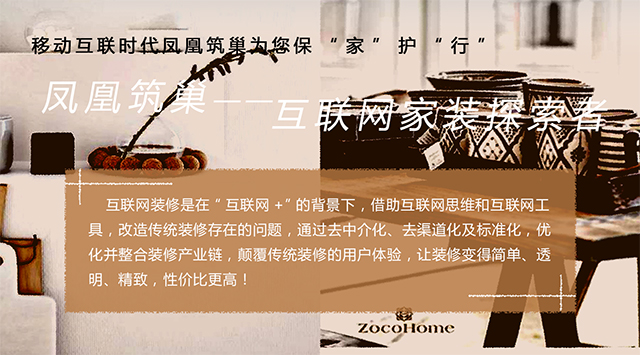 移动互联时代凤凰筑巢为您保“家”护“行”
凤凰筑巢——互联网家装探索者
互联网装修是在“互联网+”的背景下，借助互联网思维和互联网工
具，改造传统装修存在的问题，通过去中介化、去渠道化及标准化，优
化并整合装修产业链，颠覆传统装修的用户体验，让装修变得简单、透
明、精致，性价比更高！
ZocoHome